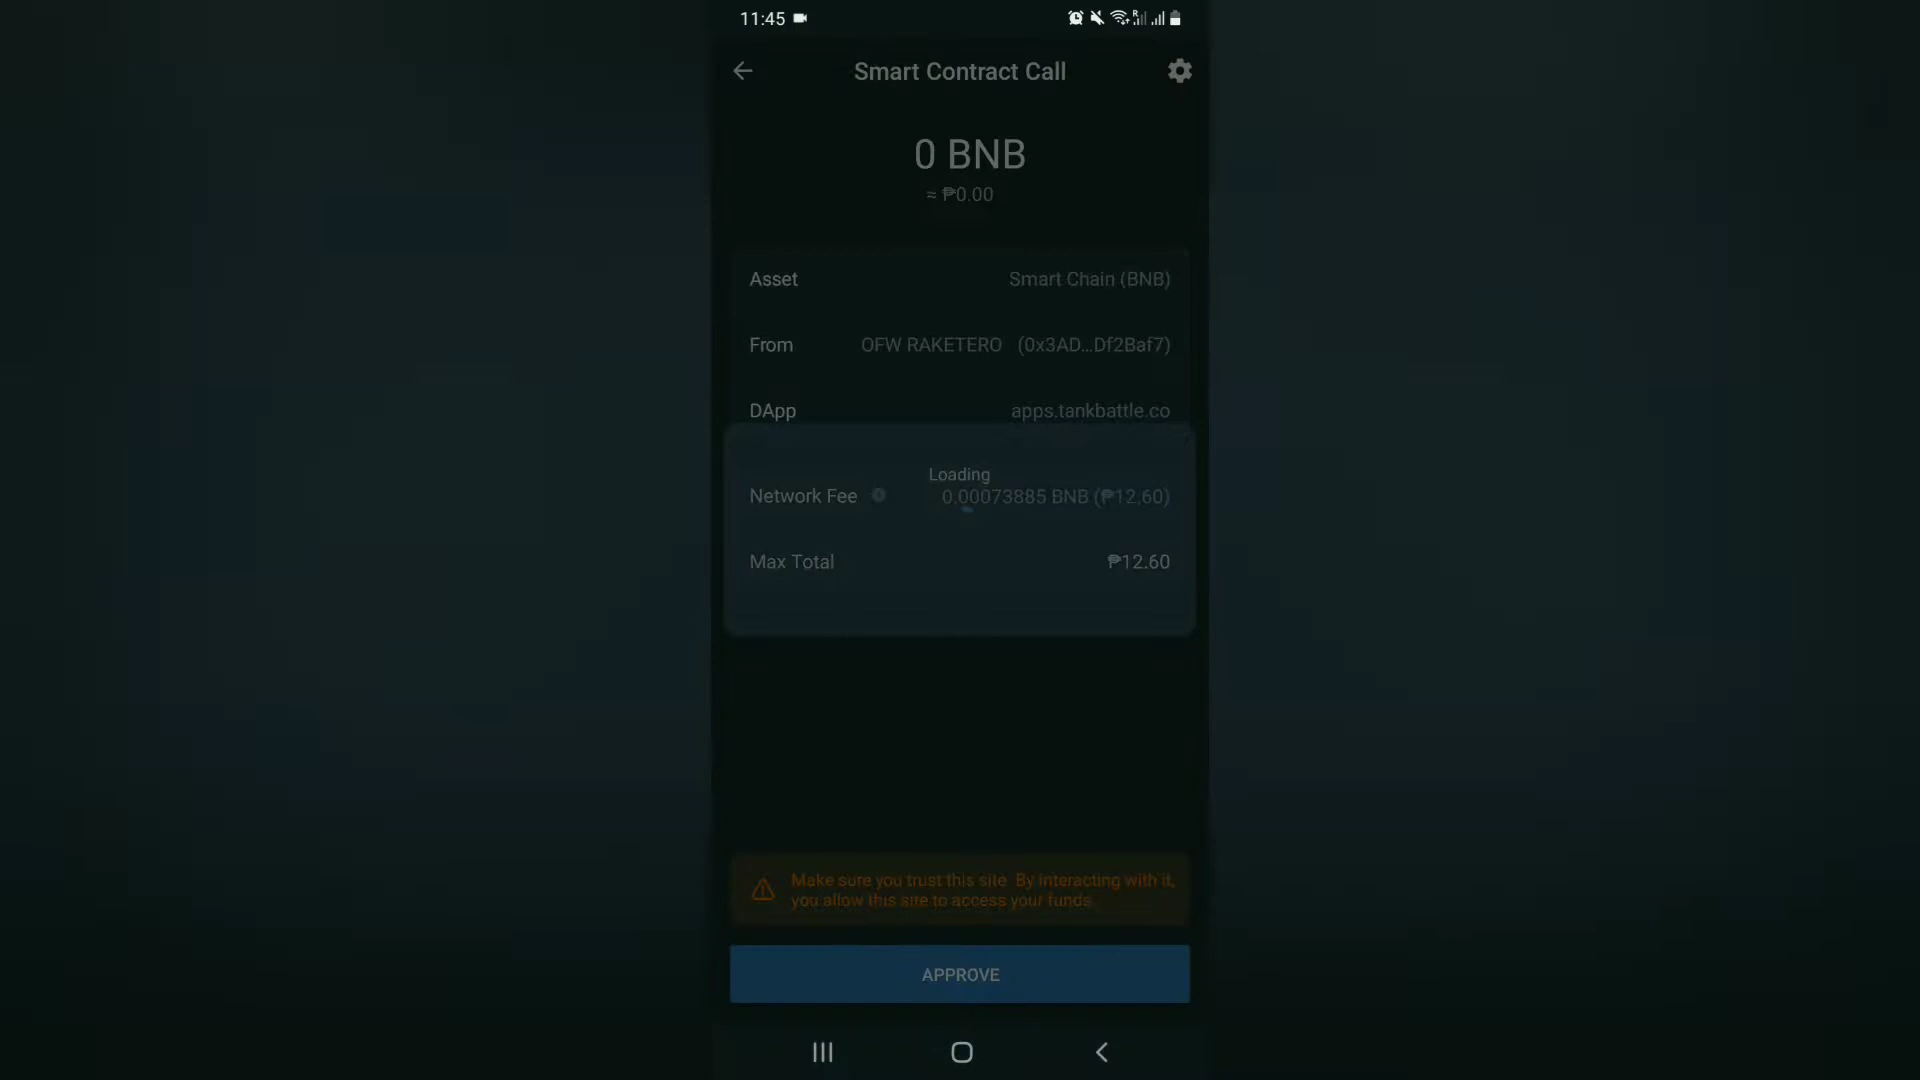 11:45
Smart Contract Call
0 BNB
≈ ₱0.00
Asset Smart Chain (BNB)
From OFW RAKETERO (0x3AD...Df2Baf7)
DApp apps.tankbattle.co
Loading
Network Fee 0.00073885 BNB (₱12.60)
Max Total ₱12.60
Make sure you trust this site. By interacting with it,
you allow this site to access your funds.
APPROVE